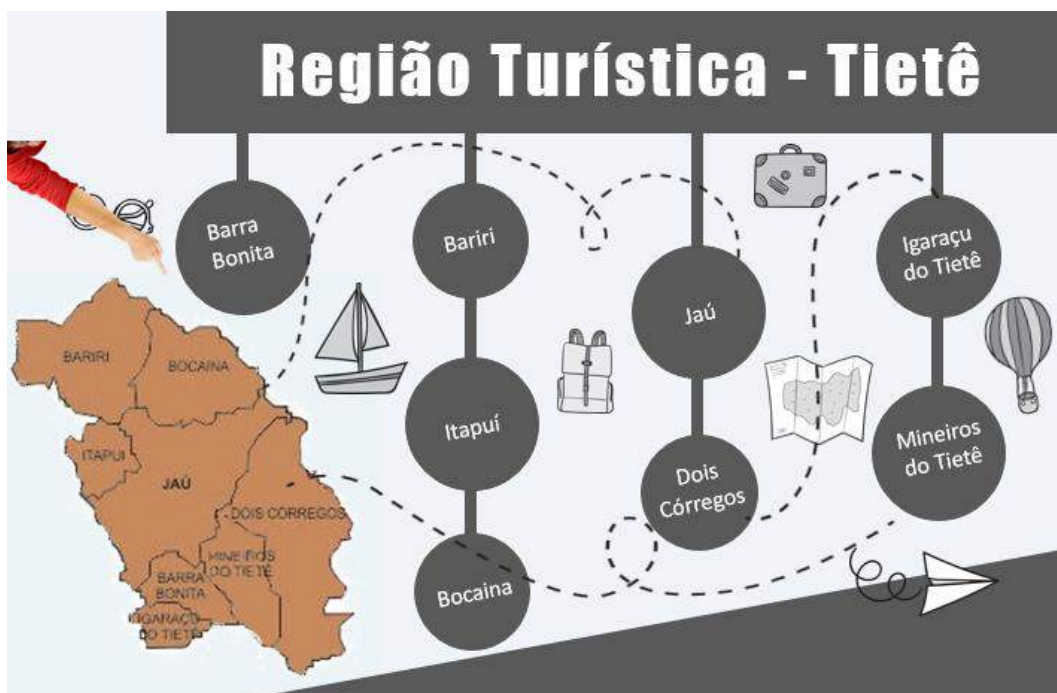 Região Turística - Tietê
Barra
Bonita
Bariri
Itapuí
Bocaina
Jaú
Dois
Córregos
Igaraçu
do Tietê
Mineiros
do Tietê
BARIRI
BOCAINA
ITAPUI
JAÚ
DOIS CORREGOS
MINEIROS
DO TIETÊ
BARRA
BONITA
IGARAÇU
DO TIETÊ